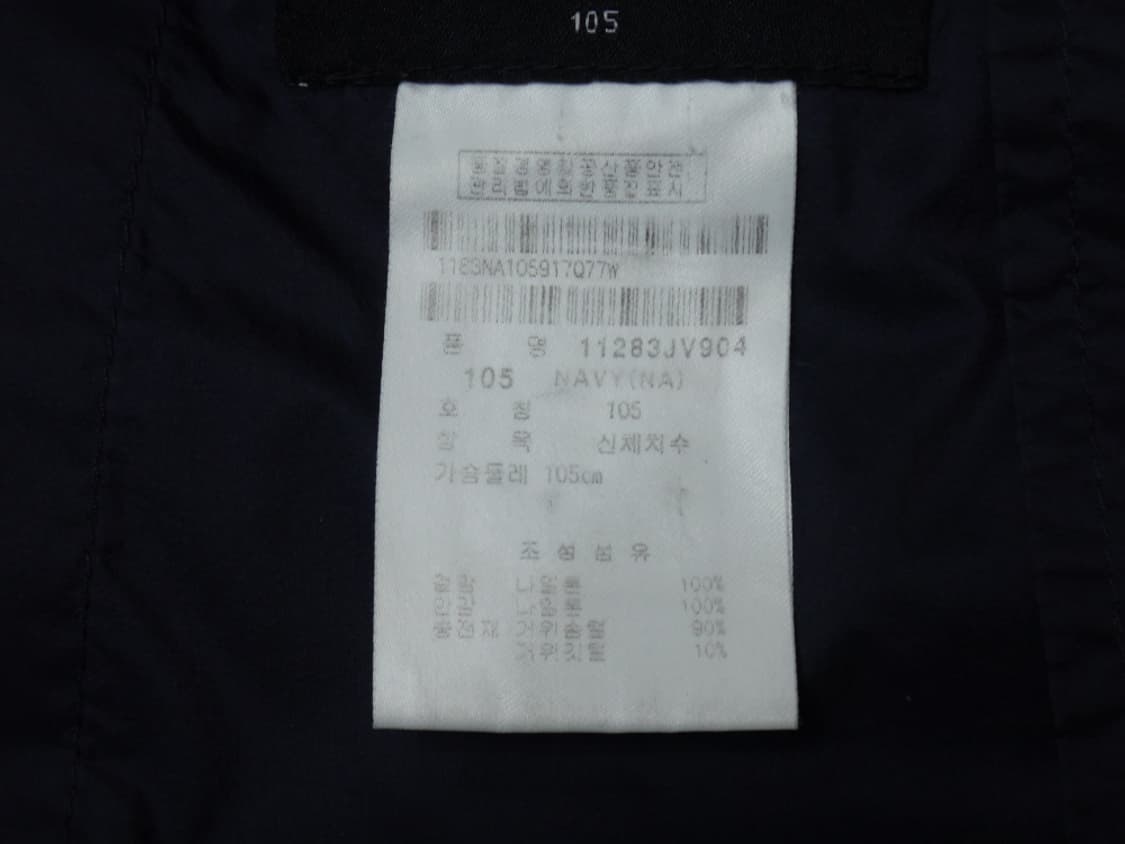 105
품질경영및공산품안전
관리법에의한품질표시
1183NA105917Q77W
품 명 11283JV904
105 NAVY(NA)
호 칭 105
항 목 신체치수
가슴둘레 105cm
조 성 섬 유
겉감 나일론 100%
안감 나일론 100%
충전재 거위솜털 90%
거위깃털 10%